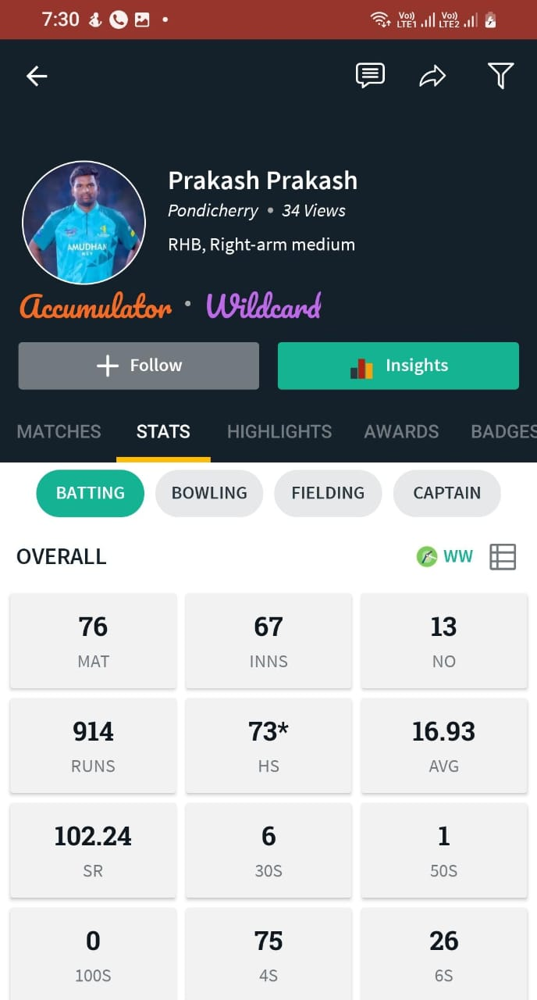 7:30
Vo)) LTE1 Vo)) LTE2
Prakash Prakash
Pondicherry • 34 Views
RHB, Right-arm medium
AMUDHAN
Accumulator • Wildcard
+ Follow
Insights
MATCHES STATS HIGHLIGHTS AWARDS BADGES
BATTING BOWLING FIELDING CAPTAIN
OVERALL WW
76 67 13
MAT INNS NO
914 73* 16.93
RUNS HS AVG
102.24 6 1
SR 30S 50S
0 75 26
100S 4S 6S